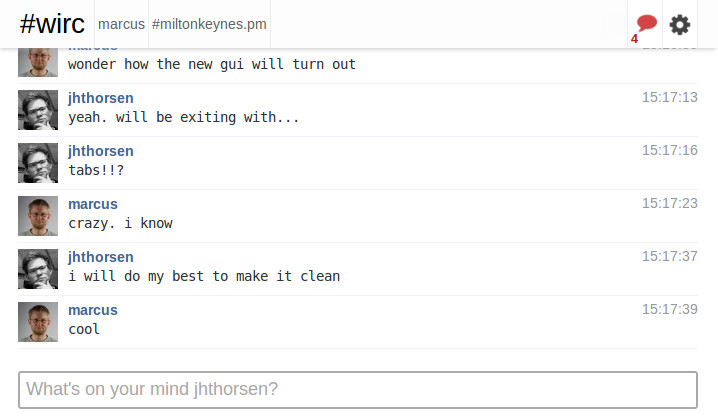 #wirc marcus #miltonkeynes.pm 4
marcus
wonder how the new gui will turn out
jhthorsen 15:17:13
yeah. will be exiting with...
jhthorsen 15:17:16
tabs!!?
marcus 15:17:23
crazy. i know
jhthorsen 15:17:37
i will do my best to make it clean
marcus 15:17:39
cool
What's on your mind jhthorsen?